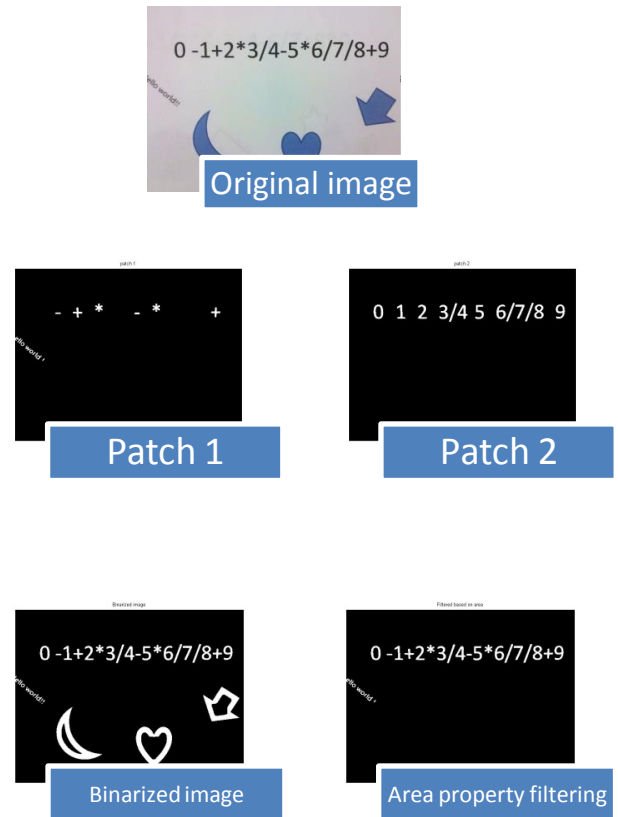 0 -1+2*3/4-5*6/7/8+9
ello world!!
Original image
patch 1
- + * - * +
ello world !
Patch 1
patch 2
0 1 2 3/4 5 6/7/8 9
Patch 2
Binarized image
0 -1+2*3/4-5*6/7/8+9
ello world!!
Binarized image
Filtered based on area
0 -1+2*3/4-5*6/7/8+9
ello world !
Area property filtering